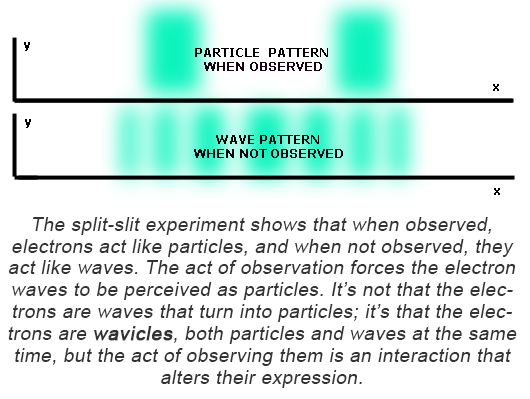 y
PARTICLE PATTERN
WHEN OBSERVED
x
y
WAVE PATTERN
WHEN NOT OBSERVED
x
The split-slit experiment shows that when observed,
electrons act like particles, and when not observed, they
act like waves. The act of observation forces the electron
waves to be perceived as particles. It’s not that the elec-
trons are waves that turn into particles; it’s that the elec-
trons are wavicles, both particles and waves at the same
time, but the act of observing them is an interaction that
alters their expression.